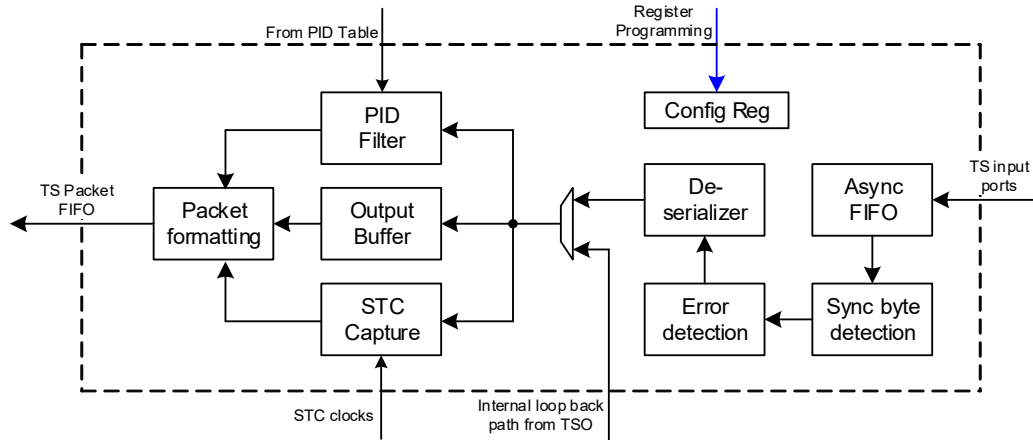 Register
Programming
From PID Table
PID
Filter
Config Reg
TS Packet
FIFO
Packet
formatting
Output
Buffer
De-
serializer
Async
FIFO
TS input
ports
STC
Capture
Error
detection
Sync byte
detection
STC clocks
Internal loop back
path from TSO